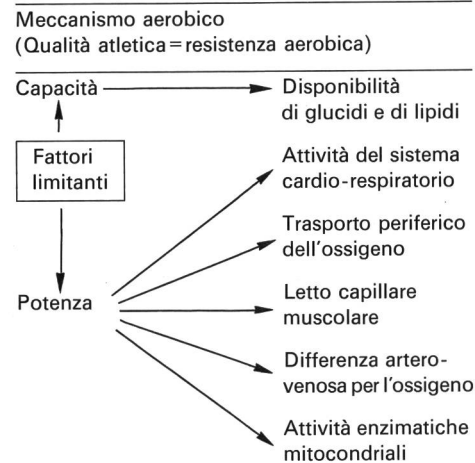 Meccanismo aerobico
(Qualità atletica=resistenza aerobica)
Capacità
Disponibilità
di glucidi e di lipidi
Fattori
limitanti
Attività del sistema
cardio-respiratorio
Trasporto periferico
dell'ossigeno
Potenza
Letto capillare
muscolare
Differenza artero-
venosa per l'ossigeno
Attività enzimatiche
mitocondriali